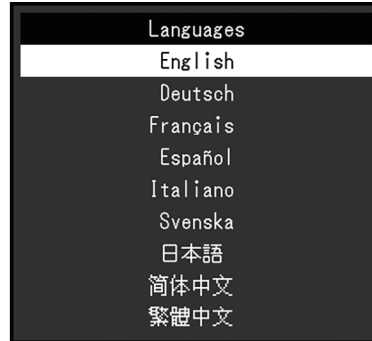 Languages
English
Deutsch
Français
Español
Italiano
Svenska
日本語
简体中文
繁體中文